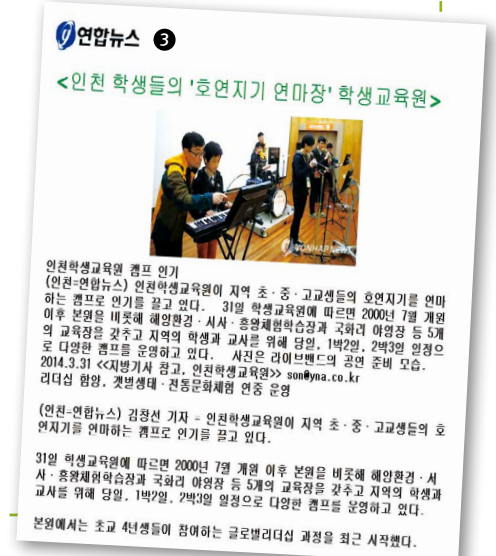 연합뉴스 ❸
<인천 학생들의 '호연지기 연마장' 학생교육원>
YONHAP NEWS
인천학생교육원 캠프 인기
(인천=연합뉴스) 인천학생교육원이 지역 초·중·고교생들의 호연지기를 연마
하는 캠프로 인기를 끌고 있다. 31일 학생교육원에 따르면 2000년 7월 개원
이후 본원을 비롯해 해양환경·서사·흥왕체험학습장과 국화리 야영장 등 5개
의 교육장을 갖추고 지역의 학생과 교사를 위해 당일, 1박2일, 2박3일 일정으
로 다양한 캠프를 운영하고 있다. 사진은 라이브밴드의 공연 준비 모습.
2014.3.31 <<지방기사 참고, 인천학생교육원>> son@yna.co.kr
리더십 함양, 갯벌생태·전통문화체험 연중 운영
(인천=연합뉴스) 김창선 기자 = 인천학생교육원이 지역 초·중·고교생들의 호
연지기를 연마하는 캠프로 인기를 끌고 있다.
31일 학생교육원에 따르면 2000년 7월 개원 이후 본원을 비롯해 해양환경·서
사·흥왕체험학습장과 국화리 야영장 등 5개의 교육장을 갖추고 지역의 학생과
교사를 위해 당일, 1박2일, 2박3일 일정으로 다양한 캠프를 운영하고 있다.
본원에서는 초교 4년생들이 참여하는 글로벌리더십 과정을 최근 시작했다.